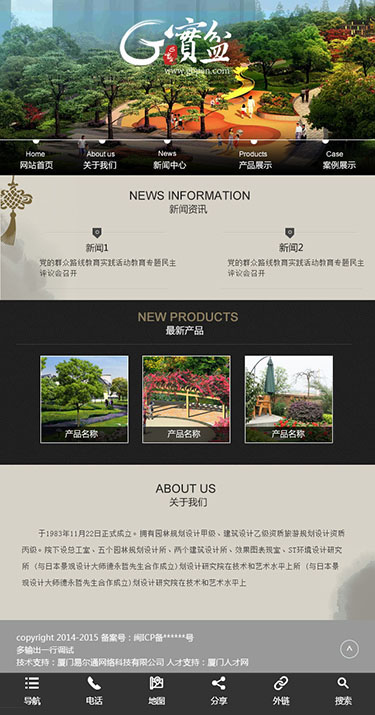 G 寳盆
Home About us News Products Case
网站首页 关于我们 新闻中心 产品展示 案例展示
NEWS INFORMATION
新闻资讯
新闻1 新闻2
党的群众路线教育实践活动教育专题民主 党的群众路线教育实践活动教育专题民主
评议会召开 评议会召开
NEW PRODUCTS
最新产品
产品名称 产品名称 产品名称
ABOUT US
关于我们
于1983年11月22日正式成立。拥有园林规划设计甲级、建筑设计乙级资质旅游规划设计资质
丙级。院下设总工室、五个园林规划设计所、两个建筑设计所、效果图表现室、ST环境设计研究
所 (与日本景观设计大师德永哲先生合作成立)划设计研究院在技术和艺术水平上所 (与日本景
观设计大师德永哲先生合作成立)划设计研究院在技术和艺术水平上
copyright 2014-2015 备案号：闽ICP备******号
多输出一行调试
技术支持：厦门易尔通网络科技有限公司 人才支持：厦门人才网
导航 电话 地图 分享 外链 搜索